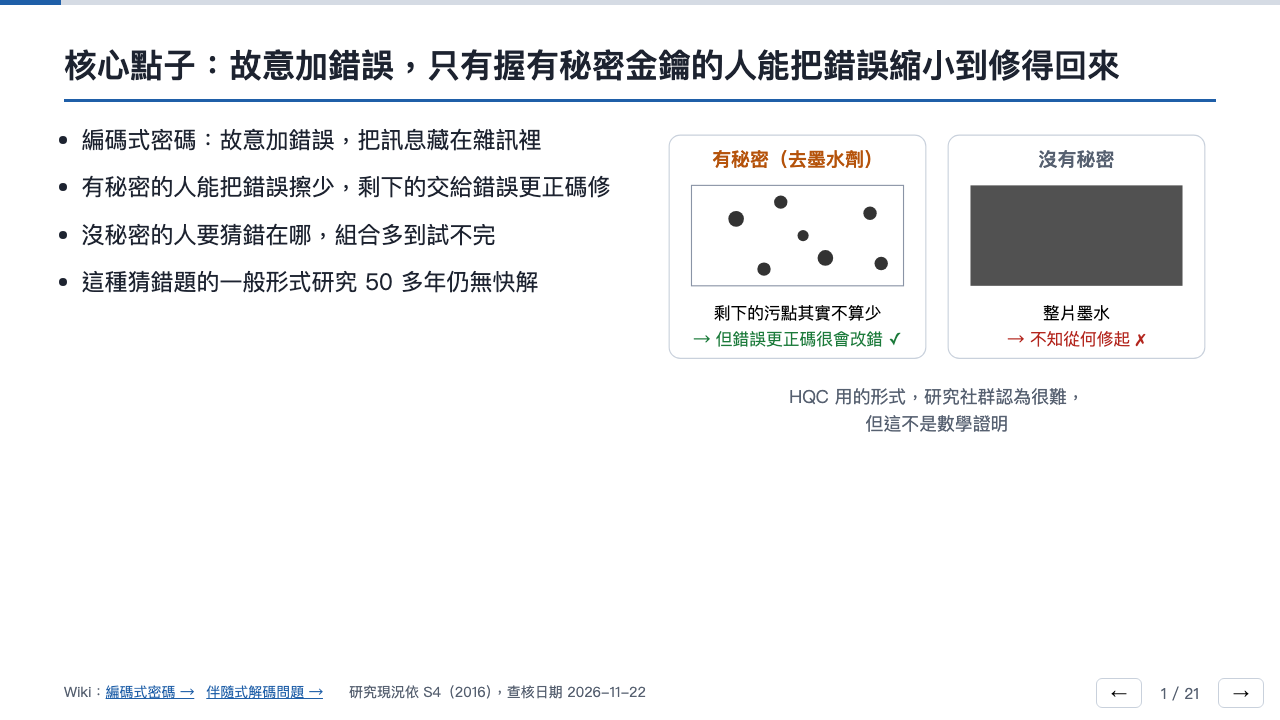 核心點子：故意加錯誤，只有握有秘密金鑰的人能把錯誤縮小到修得回來
• 編碼式密碼：故意加錯誤，把訊息藏在雜訊裡
• 有秘密的人能把錯誤擦少，剩下的交給錯誤更正碼修
• 沒秘密的人要猜錯在哪，組合多到試不完
• 這種猜錯題的一般形式研究 50 多年仍無快解
有秘密（去墨水劑）
剩下的污點其實不算少
→ 但錯誤更正碼很會改錯 ✓
沒有秘密
整片墨水
→ 不知從何修起 ✗
HQC 用的形式，研究社群認為很難，
但這不是數學證明
Wiki：編碼式密碼 → 伴隨式解碼問題 → 研究現況依 S4（2016），查核日期 2026–11–22
← 1 / 21 →